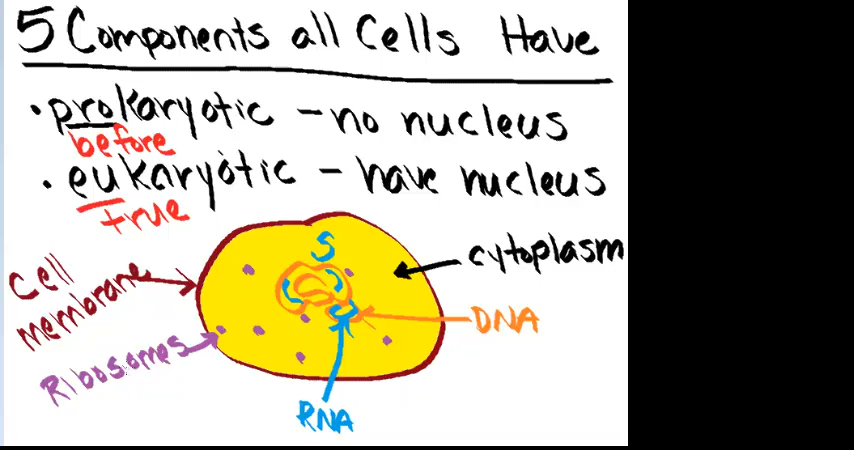 5 Components all Cells Have
• prokaryotic – no nucleus
before
• eukaryotic – have nucleus
true
S
cytoplasm
Cell
membrane
DNA
Ribosomes
RNA